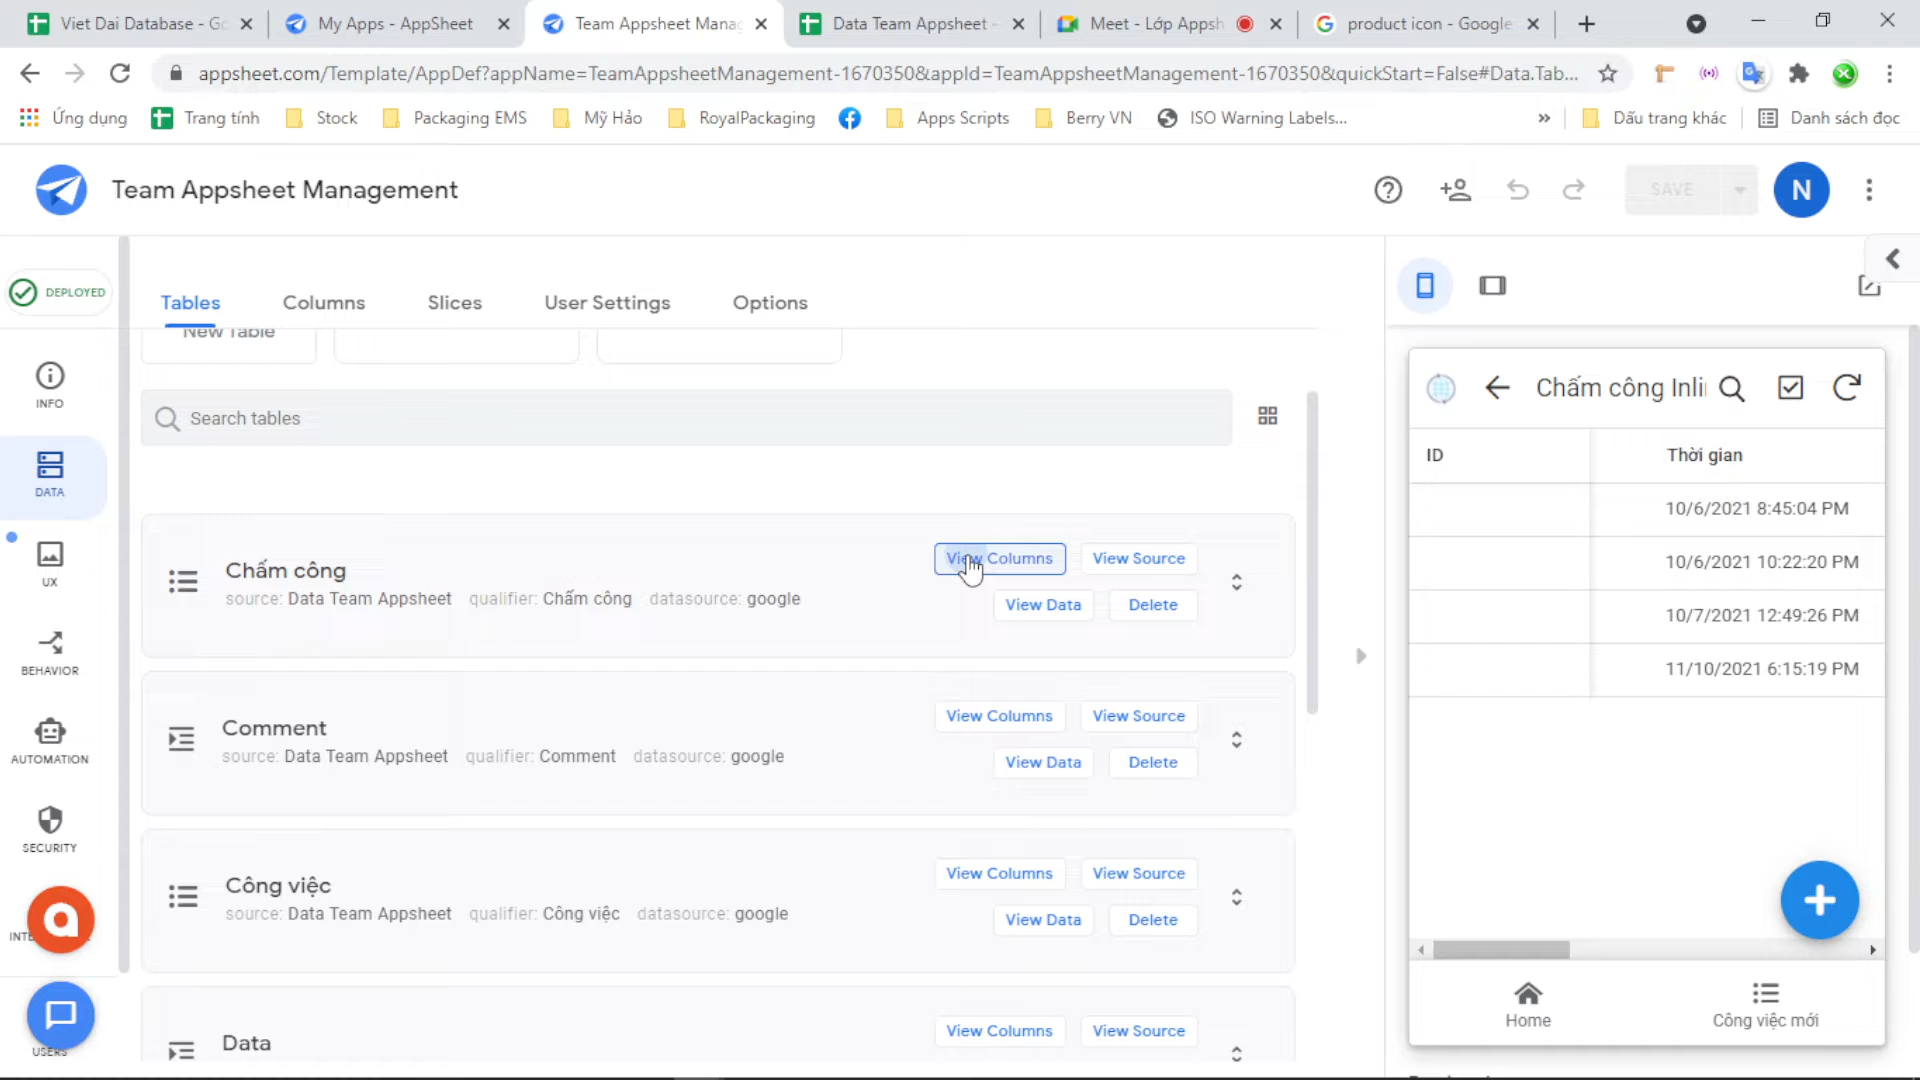 Viet Dai Database - Go
My Apps - AppSheet
Team Appsheet Manag
Data Team Appsheet -
Meet - Lớp Appsh
product icon - Google
appsheet.com/Template/AppDef?appName=TeamAppsheetManagement-1670350&appId=TeamAppsheetManagement-1670350&quickStart=False#Data.Tab...
Ứng dụng
Trang tính
Stock
Packaging EMS
Mỹ Hảo
RoyalPackaging
Apps Scripts
Berry VN
ISO Warning Labels...
»
Dấu trang khác
Danh sách đọc
Team Appsheet Management
SAVE
N
DEPLOYED
Tables
Columns
Slices
User Settings
Options
New Table
INFO
Search tables
DATA
Chấm công
source: Data Team Appsheet qualifier: Chấm công datasource: google
View Columns
View Source
View Data
Delete
UX
BEHAVIOR
Comment
source: Data Team Appsheet qualifier: Comment datasource: google
View Columns
View Source
View Data
Delete
AUTOMATION
SECURITY
Công việc
source: Data Team Appsheet qualifier: Công việc datasource: google
View Columns
View Source
View Data
Delete
USERS
Data
View Columns
View Source
Chấm công Inli
ID
Thời gian
10/6/2021 8:45:04 PM
10/6/2021 10:22:20 PM
10/7/2021 12:49:26 PM
11/10/2021 6:15:19 PM
Home
Công việc mới